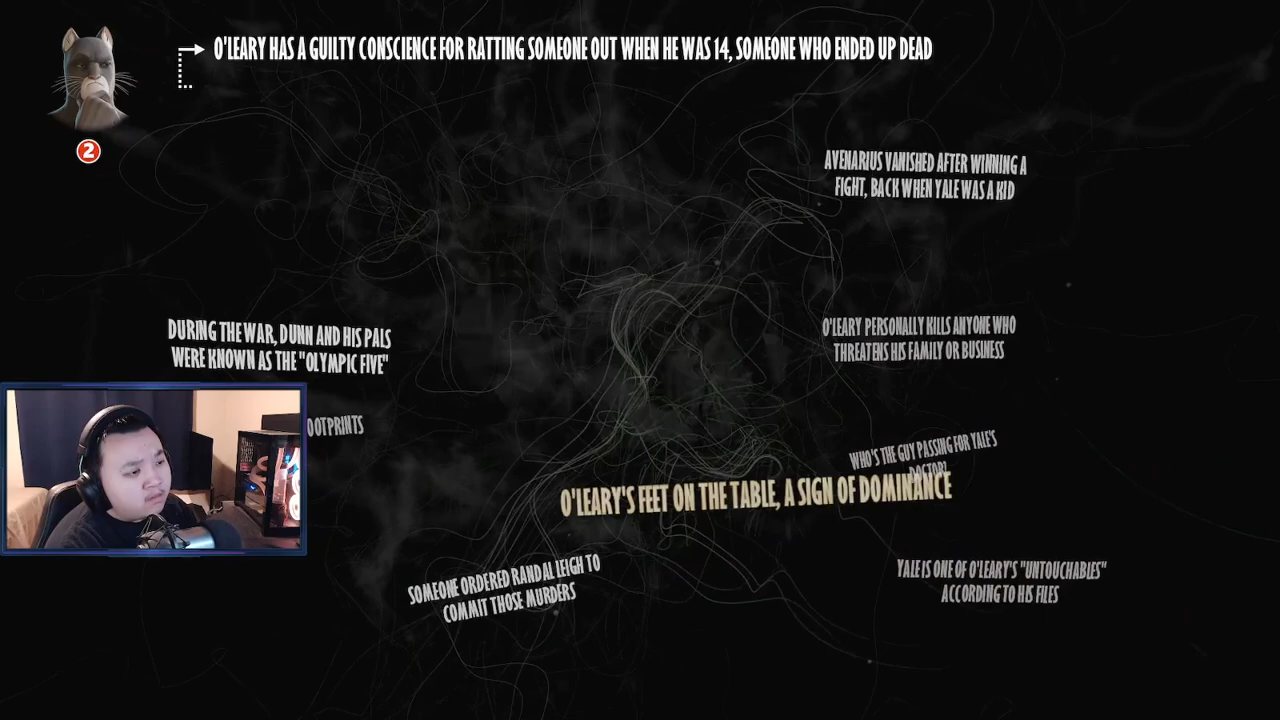 O'LEARY HAS A GUILTY CONSCIENCE FOR RATTING SOMEONE OUT WHEN HE WAS 14, SOMEONE WHO ENDED UP DEAD
2
AVENARIUS VANISHED AFTER WINNING A
FIGHT, BACK WHEN YALE WAS A KID
DURING THE WAR, DUNN AND HIS PALS
WERE KNOWN AS THE "OLYMPIC FIVE"
O'LEARY PERSONALLY KILLS ANYONE WHO
THREATENS HIS FAMILY OR BUSINESS
OOTPRINTS
WHO'S THE GUY PASSING FOR YALE'S
DOCTOR?
O'LEARY'S FEET ON THE TABLE, A SIGN OF DOMINANCE
SOMEONE ORDERED RANDAL LEIGH TO
COMMIT THOSE MURDERS
YALE IS ONE OF O'LEARY'S "UNTOUCHABLES"
ACCORDING TO HIS FILES